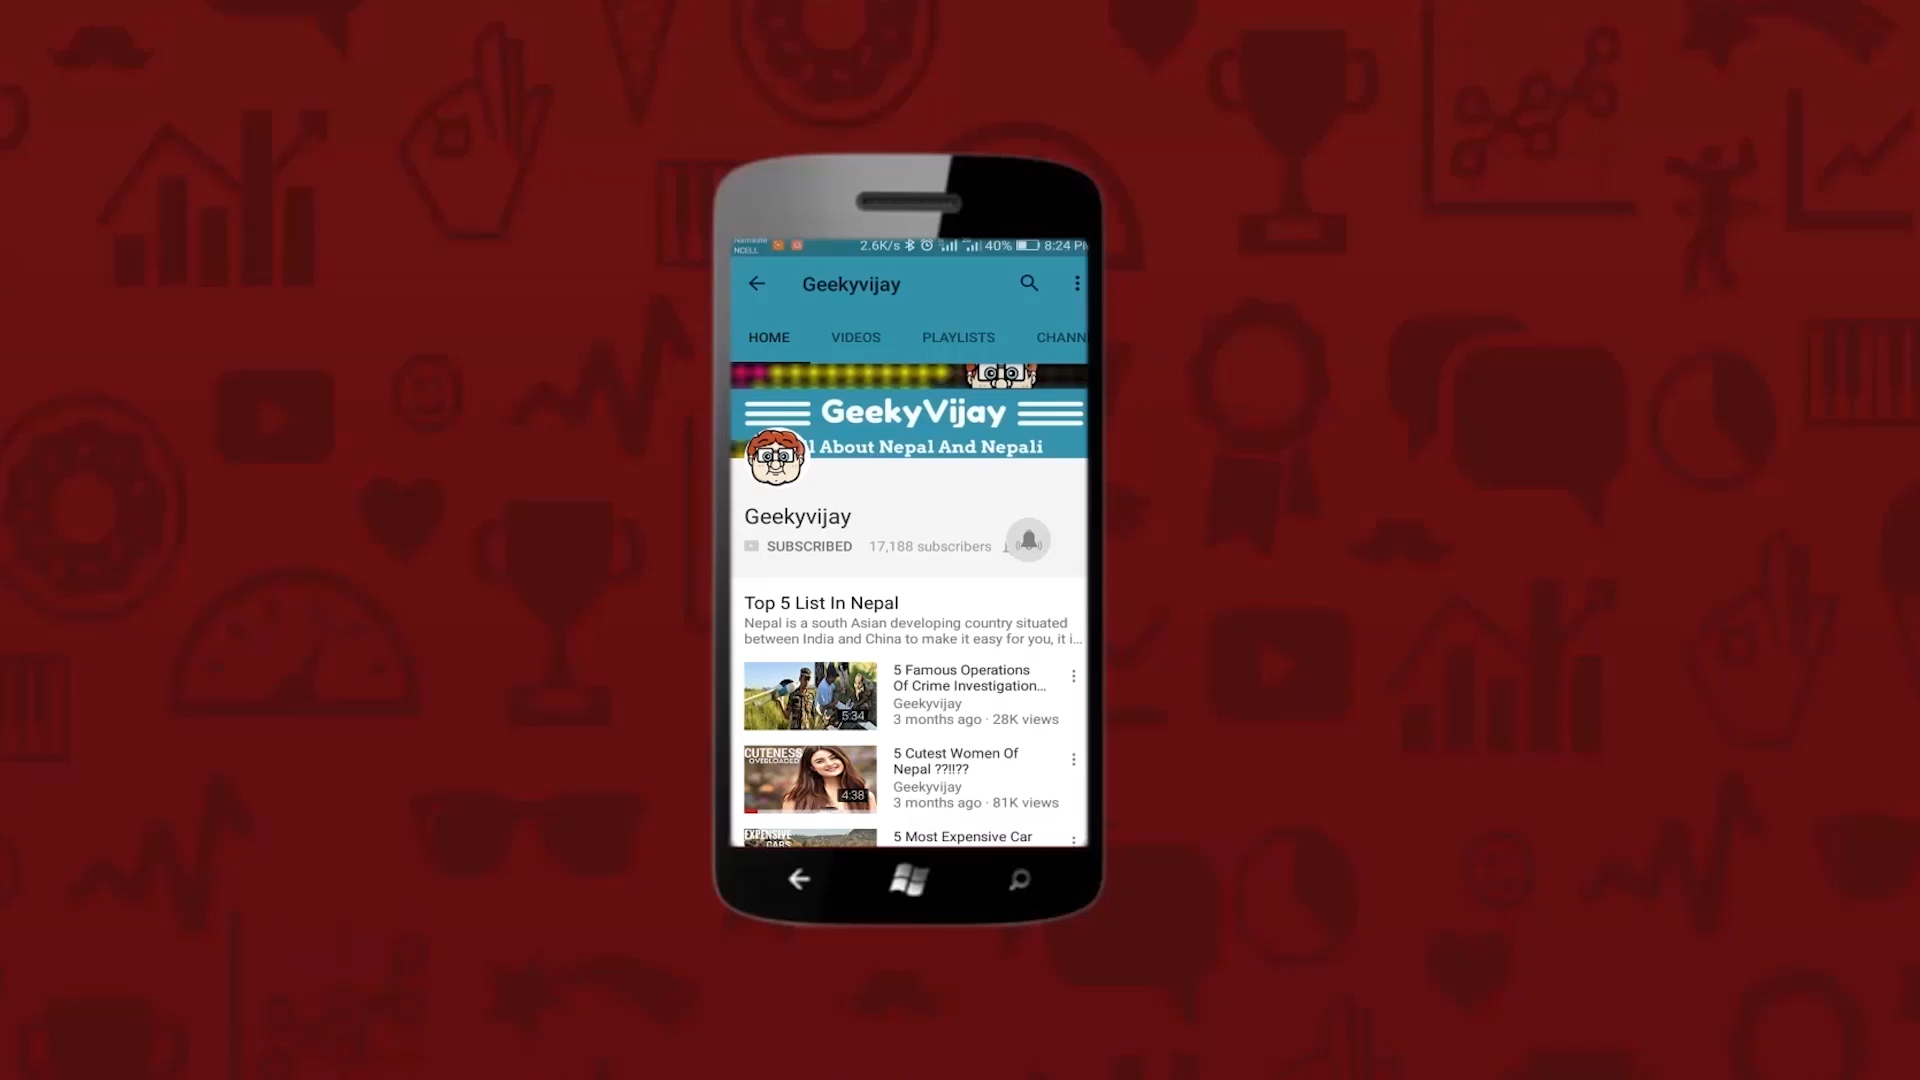 Namaste
NCELL
2.6K/s 40% 8:24 PM
Geekyvijay
HOME VIDEOS PLAYLISTS CHANN
GeekyVijay
l About Nepal And Nepali
Geekyvijay
SUBSCRIBED 17,188 subscribers
Top 5 List In Nepal
Nepal is a south Asian developing country situated
between India and China to make it easy for you, it i...
5 Famous Operations
Of Crime Investigation...
Geekyvijay
3 months ago · 28K views
5:34
CUTENESS
OVERLOADED
4:38
5 Cutest Women Of
Nepal ??!!??
Geekyvijay
3 months ago · 81K views
EXPENSIVE
CARS
5 Most Expensive Car